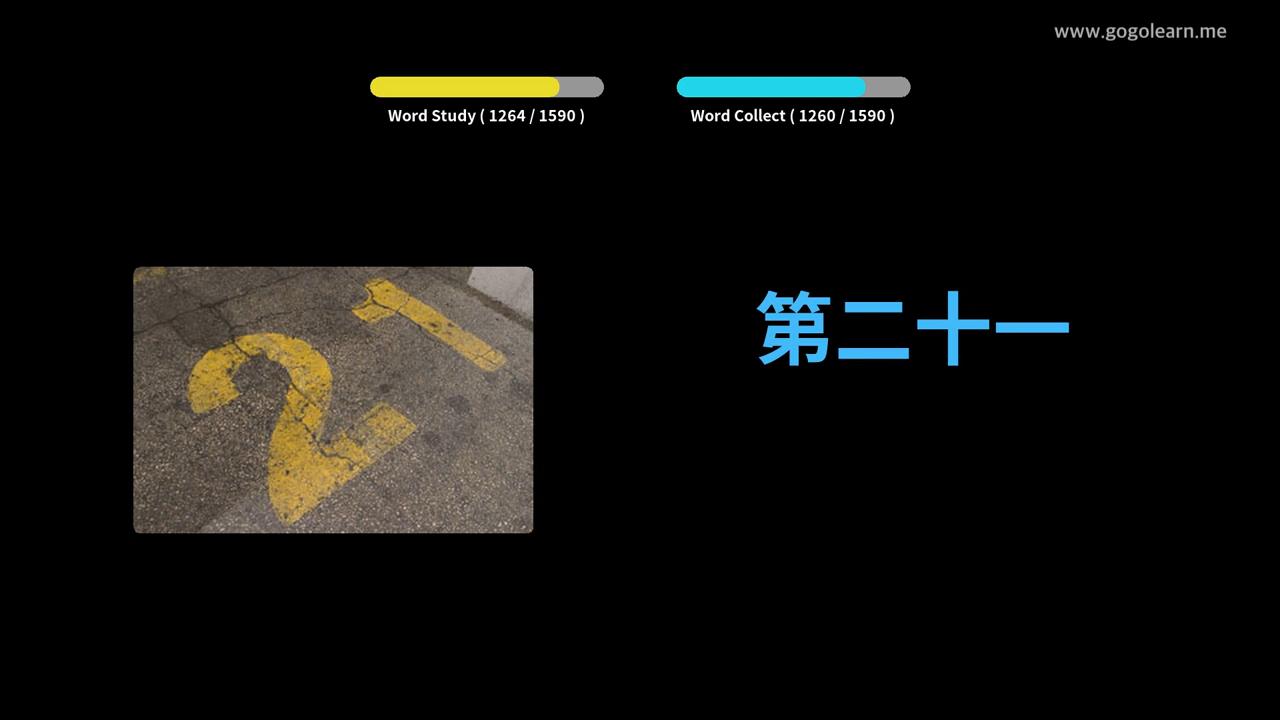 www.gogolearn.me
Word Study ( 1264 / 1590 )
Word Collect ( 1260 / 1590 )
21
第二十一